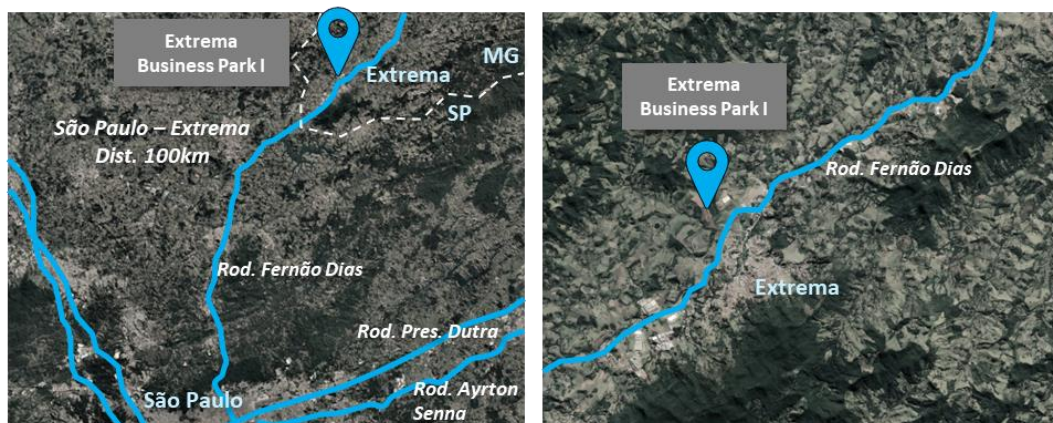 Extrema
Business Park I
Extrema
MG
SP
São Paulo – Extrema
Dist. 100km
Rod. Fernão Dias
Rod. Pres. Dutra
São Paulo
Rod. Ayrton
Senna
Extrema
Business Park I
Rod. Fernão Dias
Extrema